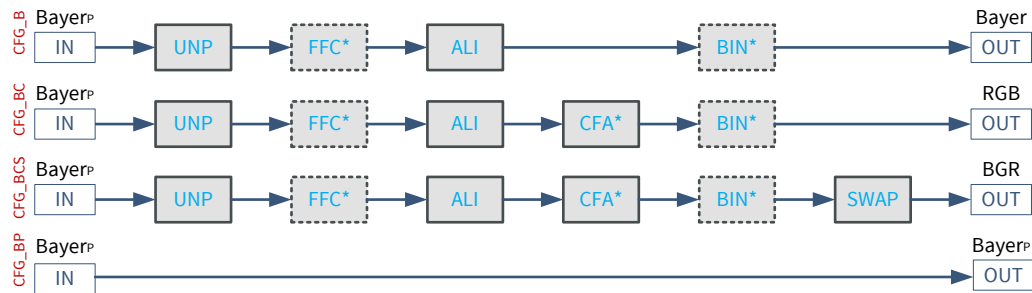 CFG_B
BayerP
Bayer
IN
UNP
FFC*
ALI
BIN*
OUT
CFG_BC
BayerP
RGB
IN
UNP
FFC*
ALI
CFA*
BIN*
OUT
CFG_BCS
BayerP
BGR
IN
UNP
FFC*
ALI
CFA*
BIN*
SWAP
OUT
CFG_BP
BayerP
BayerP
IN
OUT